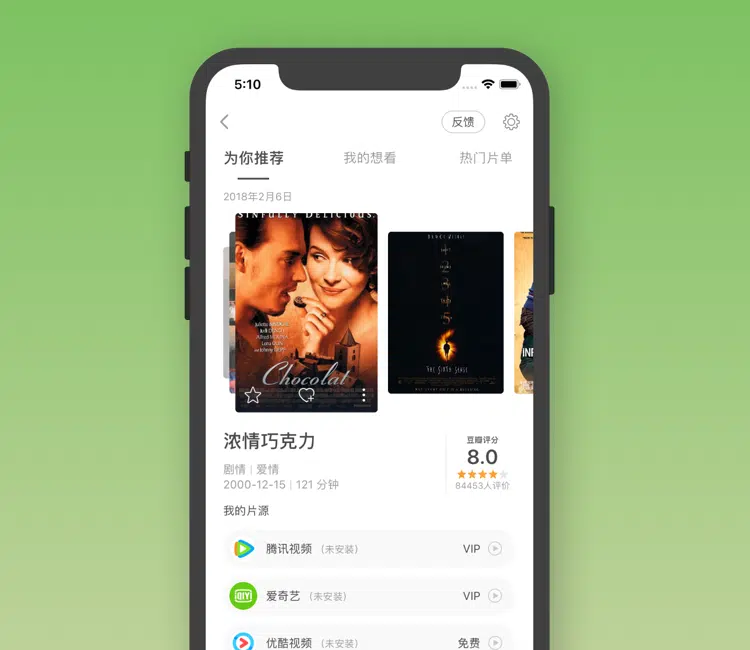 5:10
反馈
为你推荐
我的想看
热门片单
2018年2月6日
SINFULLY DELICIOUS.
Chocolat
THE SIXTH SENSE
浓情巧克力
剧情 | 爱情
2000-12-15 | 121 分钟
豆瓣评分
8.0
84453人评价
我的片源
腾讯视频 (未安装)
VIP
QIY
爱奇艺 (未安装)
VIP
优酷视频 (未安装)
免费